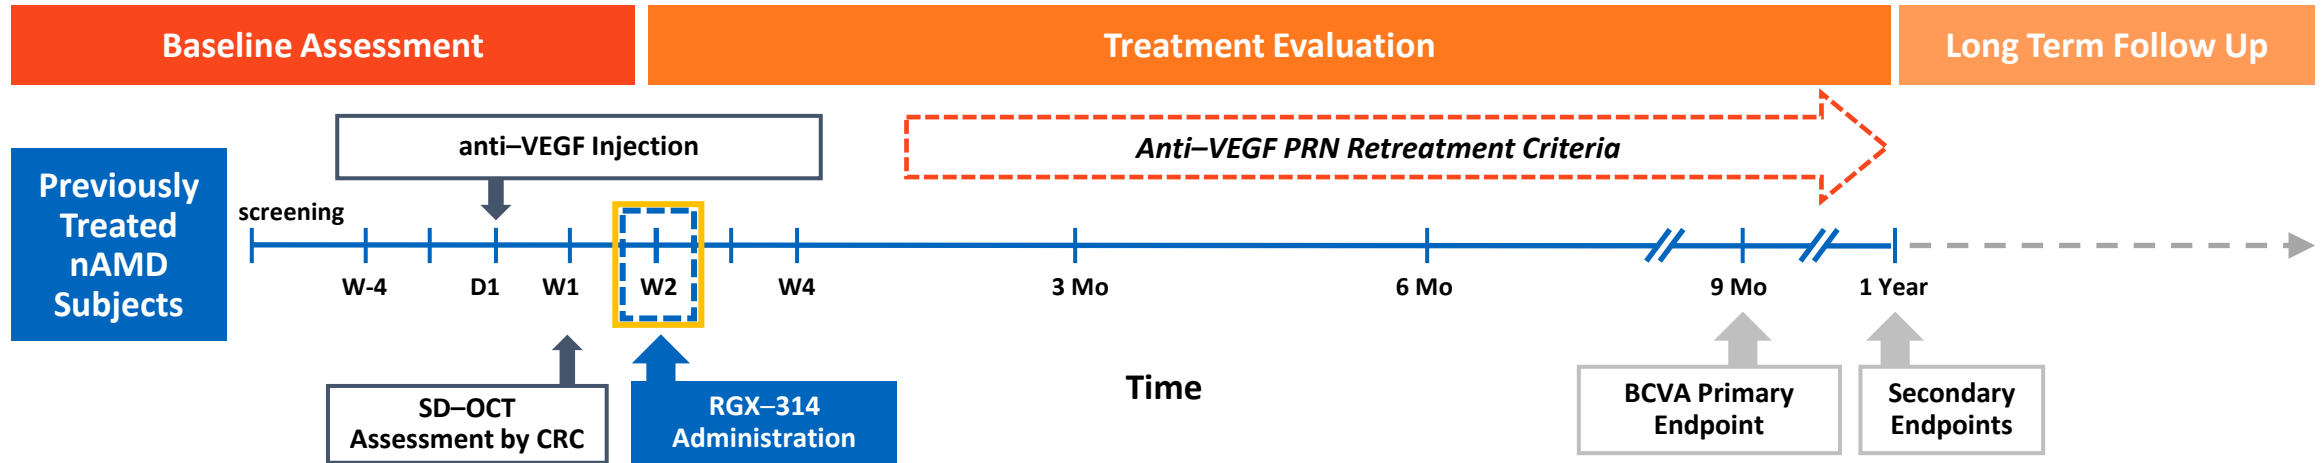 Baseline Assessment
Treatment Evaluation
Long Term Follow Up
anti–VEGF Injection
Anti–VEGF PRN Retreatment Criteria
Previously
Treated
nAMD
Subjects
screening
W-4
D1
W1
W2
W4
3 Mo
6 Mo
9 Mo
1 Year
SD–OCT
Assessment by CRC
RGX–314
Administration
Time
BCVA Primary
Endpoint
Secondary
Endpoints